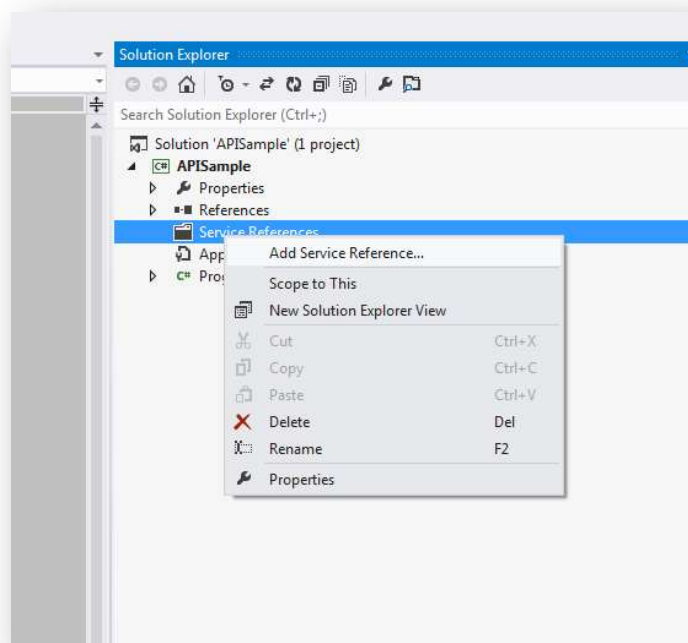 Solution Explorer
Search Solution Explorer (Ctrl+;)
Solution 'APISample' (1 project)
C# APISample
Properties
References
Service References
App
Add Service Reference...
C# Prog
Scope to This
New Solution Explorer View
Cut Ctrl+X
Copy Ctrl+C
Paste Ctrl+V
Delete Del
Rename F2
Properties